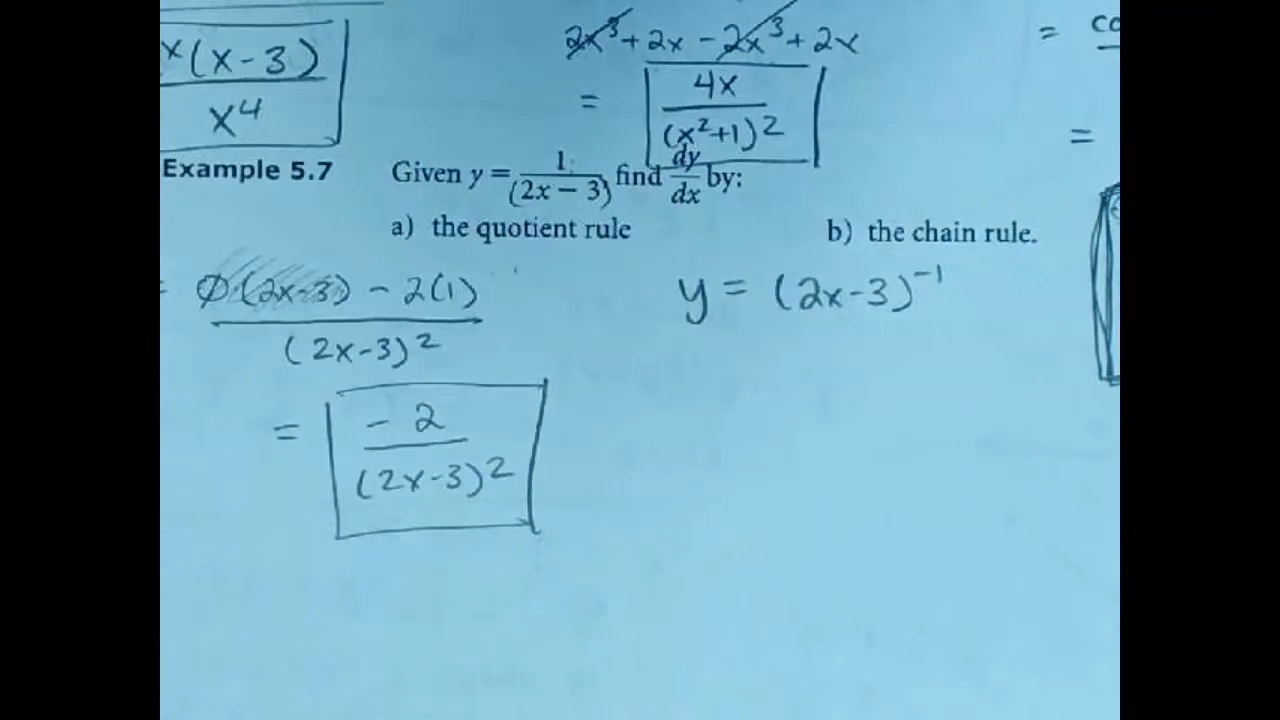 2x³ + 2x - 2x³ + 2x
= 4x
(x²+1)²
x(x-3)
x⁴
=
=
Example 5.7 Given y = 1/(2x − 3) find dy/dx by:
a) the quotient rule b) the chain rule.
= 0(2x-3) - 2(1)
(2x-3)²
= -2
(2x-3)²
y = (2x-3)⁻¹